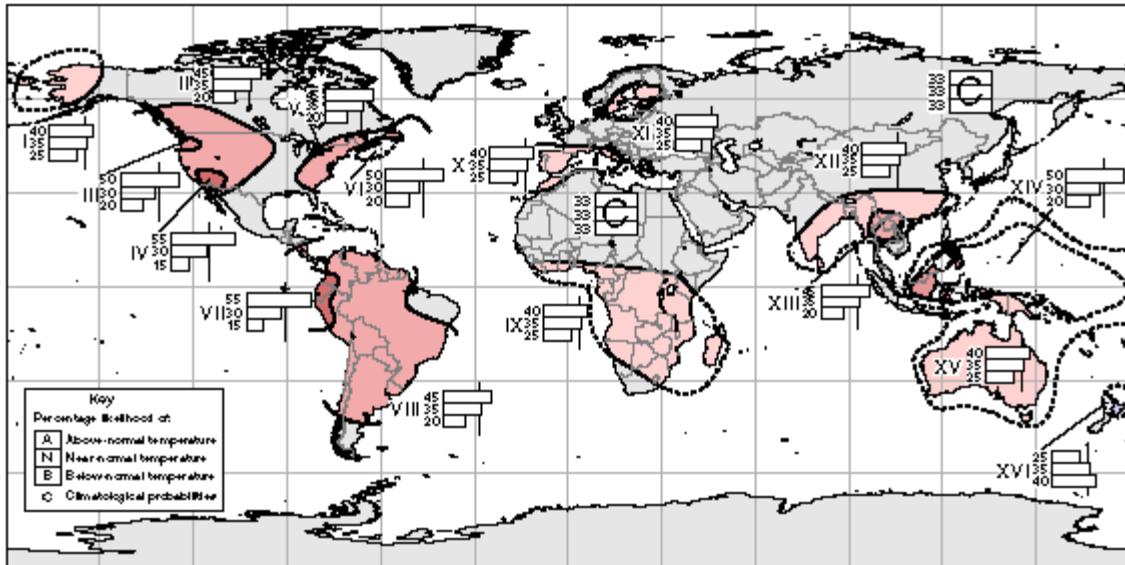 33
33
33
C
II
45
35
20
V
20
I
40
35
25
XI
40
35
25
XII
40
35
25
X
40
35
25
III
50
30
20
VI
50
30
20
XIV
50
30
20
33
33
33
C
IV
55
30
15
VII
55
30
15
XIII
45
35
20
IX
40
35
25
XV
40
35
25
VIII
45
35
20
XVI
25
35
40
Key
Percentage likelihood of:
A Above-normal temperature
N Near-normal temperature
B Below-normal temperature
C Climatological probabilities